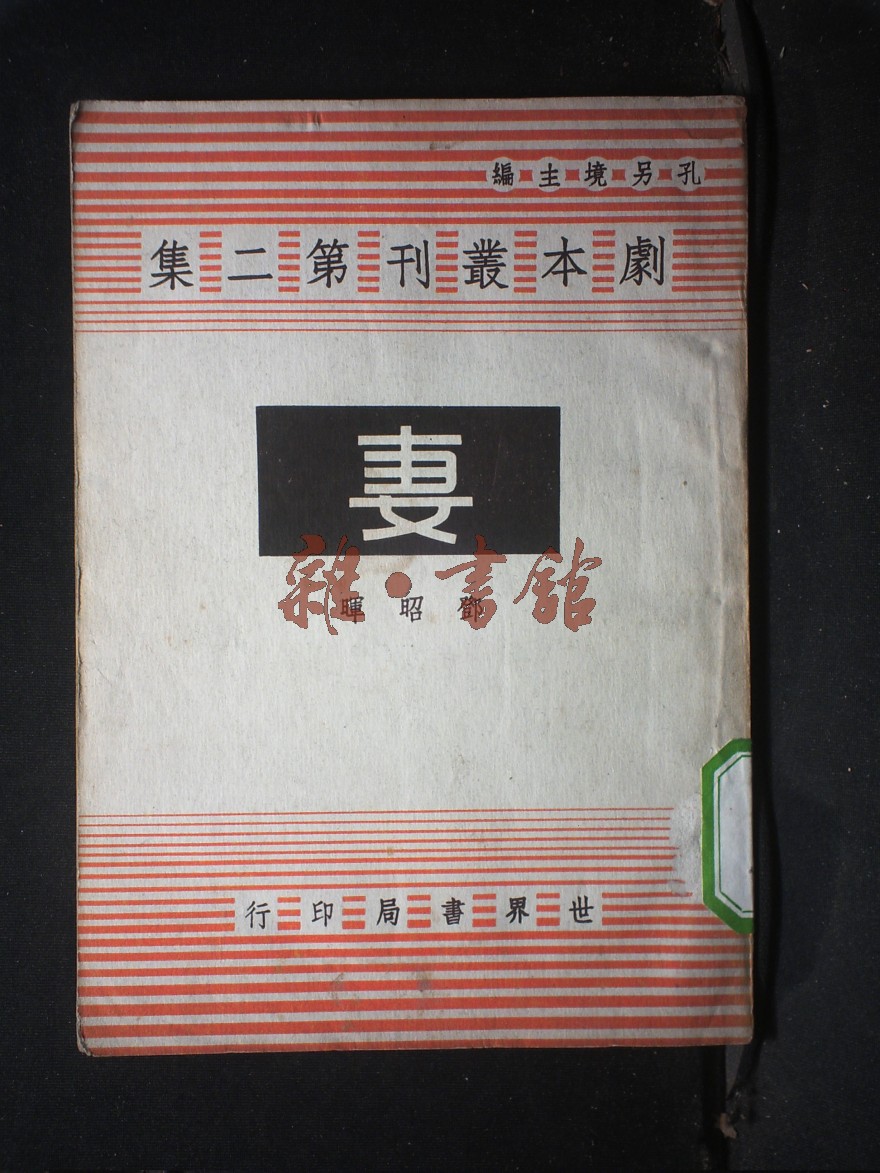 孔另境主編
劇本叢刊第二集
妻
鄧昭暘
雜·書館
世界書局印行